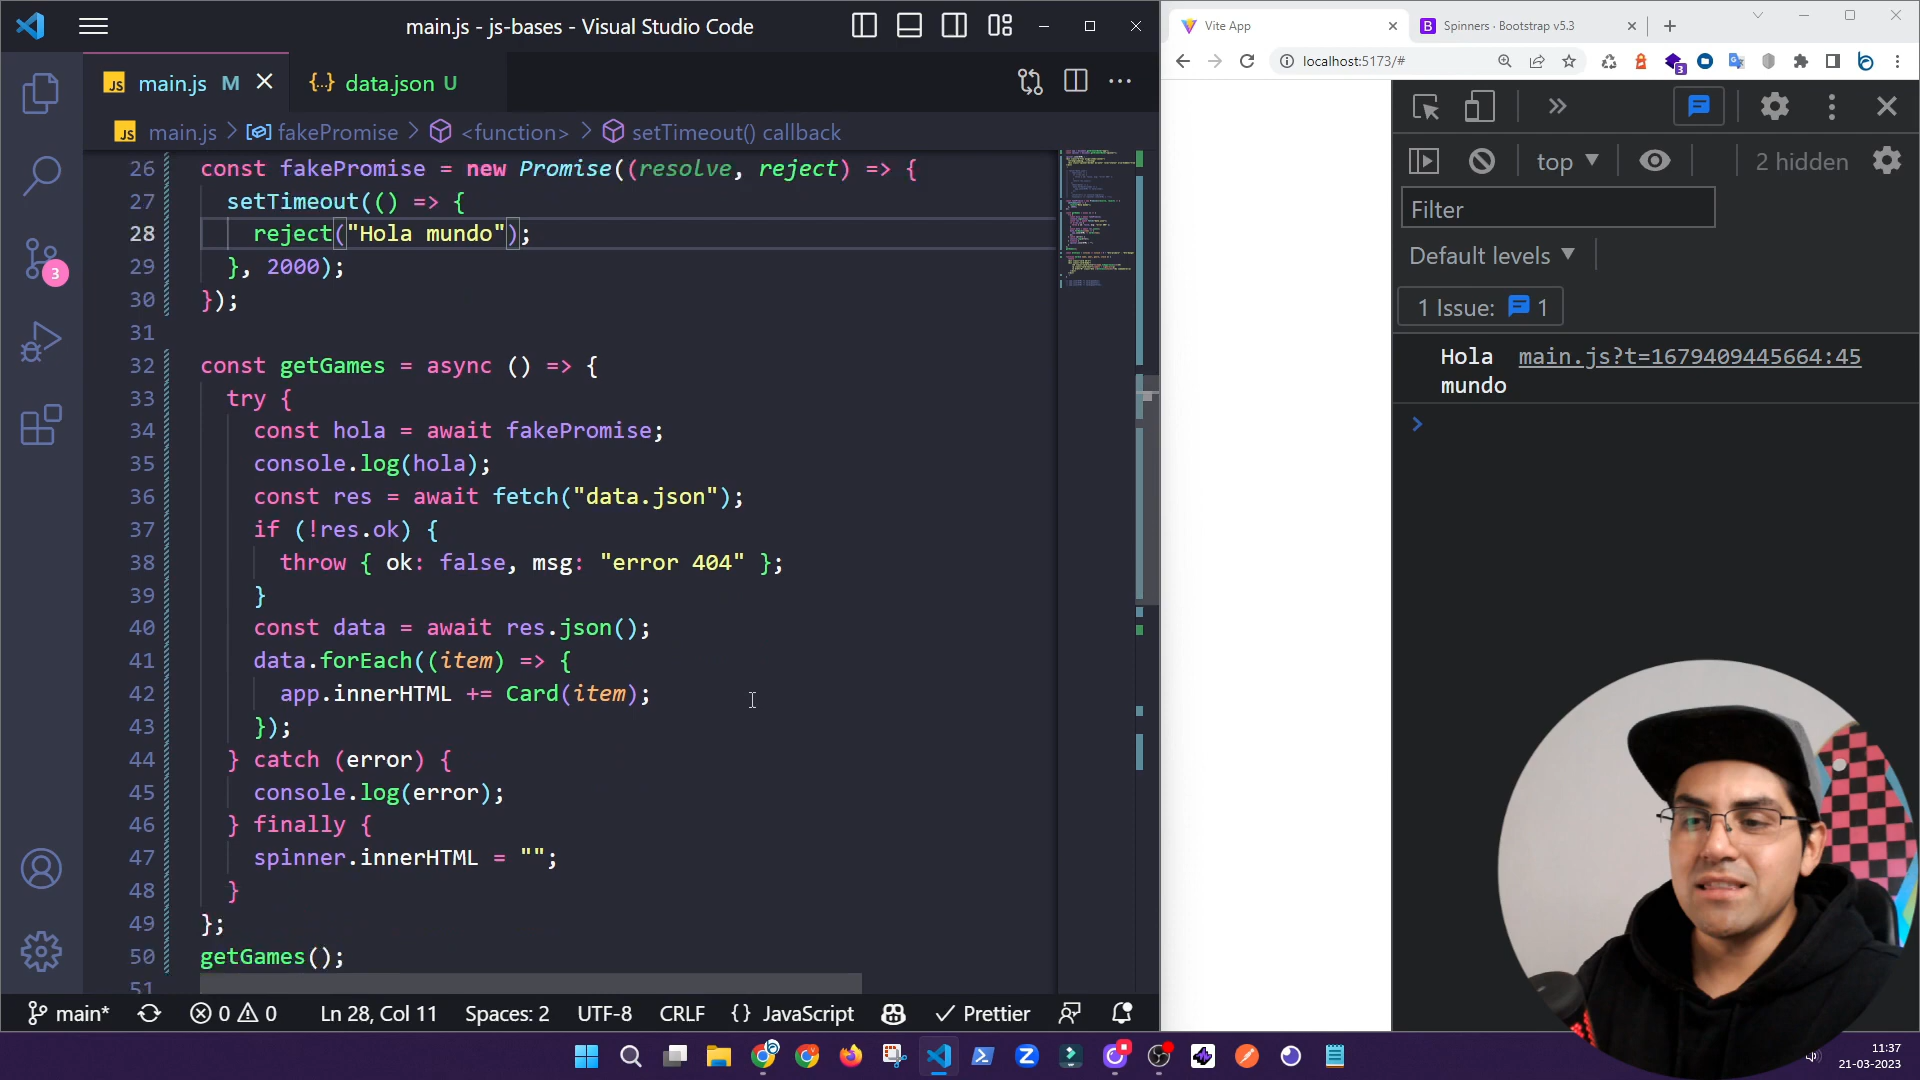 main.js - js-bases - Visual Studio Code
main.js M
data.json U
main.js > fakePromise > <function> > setTimeout() callback
26 const fakePromise = new Promise((resolve, reject) => {
27 setTimeout(() => {
28 reject("Hola mundo");
29 }, 2000);
30 });
31
32 const getGames = async () => {
33 try {
34 const hola = await fakePromise;
35 console.log(hola);
36 const res = await fetch("data.json");
37 if (!res.ok) {
38 throw { ok: false, msg: "error 404" };
39 }
40 const data = await res.json();
41 data.forEach((item) => {
42 app.innerHTML += Card(item);
43 });
44 } catch (error) {
45 console.log(error);
46 } finally {
47 spinner.innerHTML = "";
48 }
49 };
50 getGames();
51
3
main* 0 0 Ln 28, Col 11 Spaces: 2 UTF-8 CRLF {} JavaScript Prettier
Vite App
Spinners · Bootstrap v5.3
localhost:5173/#
3
top
2 hidden
Filter
Default levels
1 Issue: 1
Hola mundo
main.js?t=1679409445664:45
11:37
21-03-2023